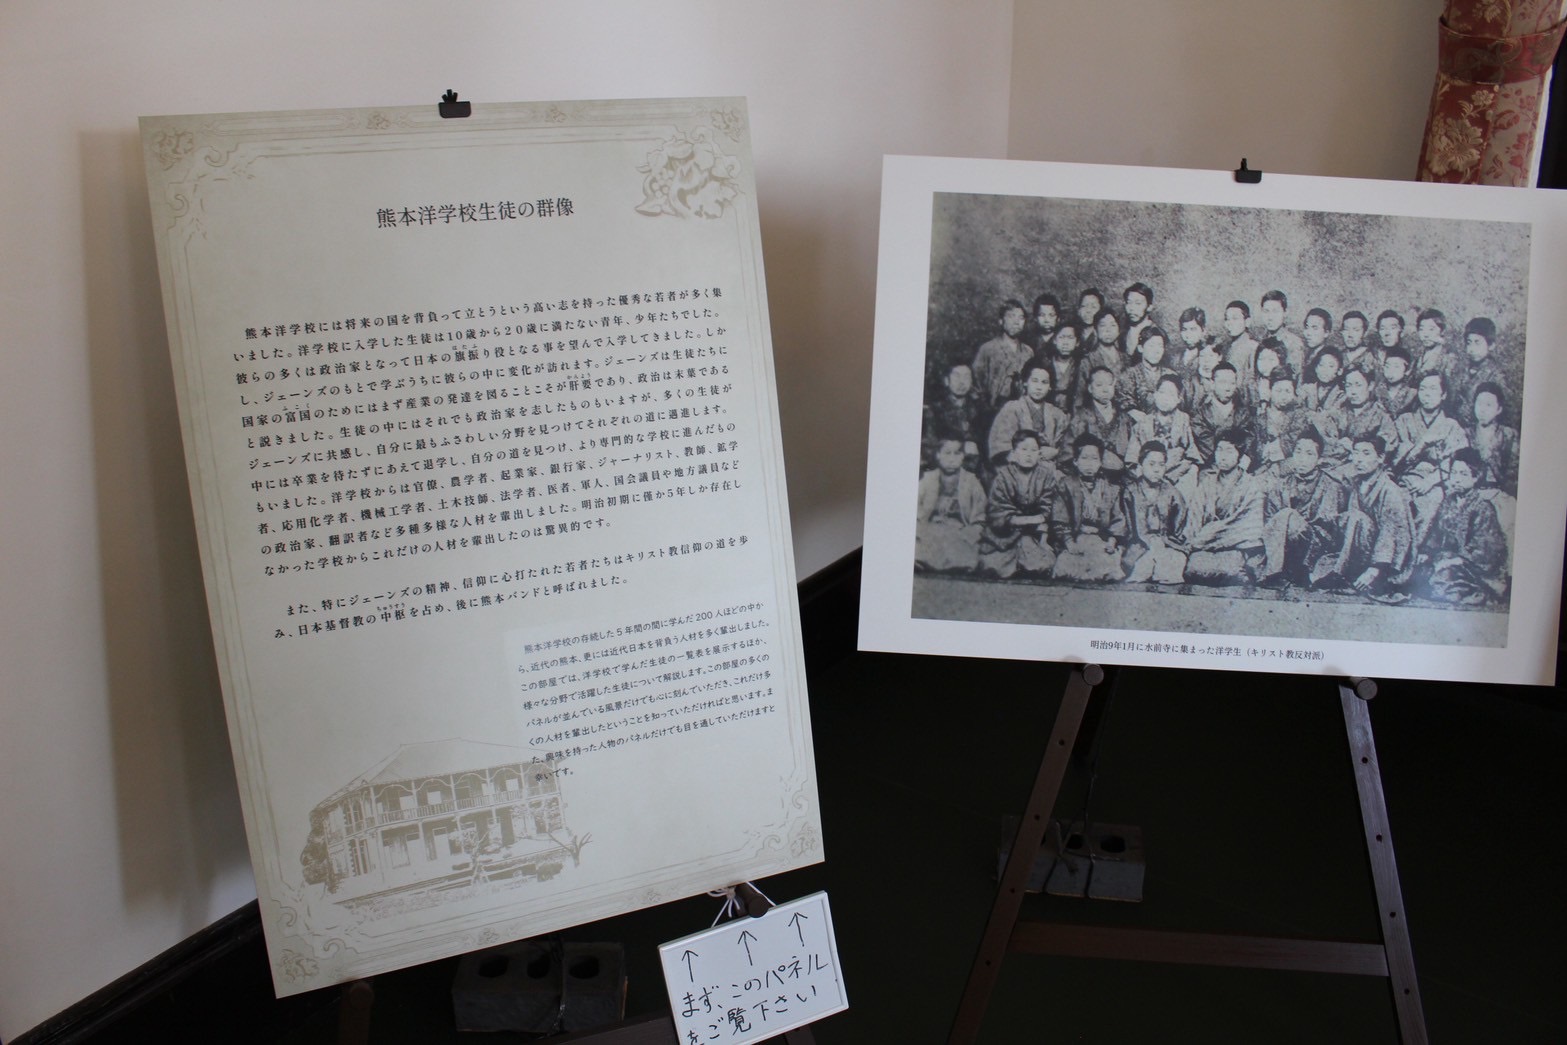 熊本洋学校生徒の群像
熊本洋学校には将来の国を背負って立とうという高い志を持った優秀な若者が多く集
いました。洋学校に入学した生徒は10歳から20歳に満たない青年、少年たちでした。
彼らの多くは政治家となって日本の旗振り役となる事を望んで入学してきました。しか
し、ジェーンズのもとで学ぶうちに彼らの中に変化が訪れます。ジェーンズは生徒たちに
国家の富国のためにはまず産業の発達を図ることこそが肝要であり、政治は末葉である
と説きました。生徒の中にはそれでも政治家を志したものもいますが、多くの生徒が
ジェーンズに共感し、自分に最もふさわしい分野を見つけてそれぞれの道に邁進します。
中には卒業を待たずにあえて退学し、自分の道を見つけ、より専門的な学校に進んだもの
もいました。洋学校からは官僚、農学者、起業家、銀行家、ジャーナリスト、教師、鉱学
者、応用化学者、機械工学者、土木技師、法学者、医者、軍人、国会議員や地方議員など
の政治家、翻訳者など多種多様な人材を輩出しました。明治初期に僅か5年しか存在し
なかった学校からこれだけの人材を輩出したのは驚異的です。
また、特にジェーンズの精神、信仰に心打たれた若者たちはキリスト教信仰の道を歩
み、日本基督教の中枢を占め、後に熊本バンドと呼ばれました。
熊本洋学校の存続した5年間の間に学んだ200人ほどの中か
ら、近代の熊本、更には近代日本を背負う人材を多く輩出しました。
この部屋では、洋学校で学んだ生徒の一覧表を展示するほか、
様々な分野で活躍した生徒について解説します。この部屋の多くの
パネルが並んでいる風景だけでも心に刻んでいただき、これだけ多
くの人材を輩出したということを知っていただければと思います。ま
た、興味を持った人物のパネルだけでも目を通していただけますと
幸いです。
まず、このパネル
をご覧下さい
明治9年1月に水前寺に集まった洋学生（キリスト教反対派）